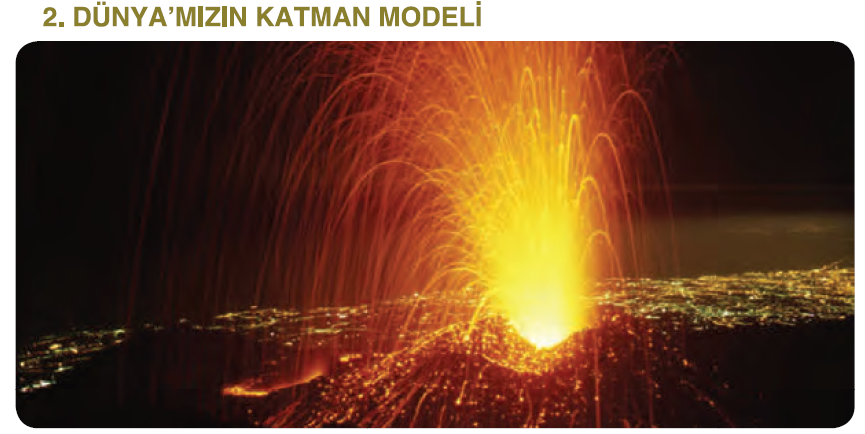 2. DÜNYA'MIZIN KATMAN MODELİ